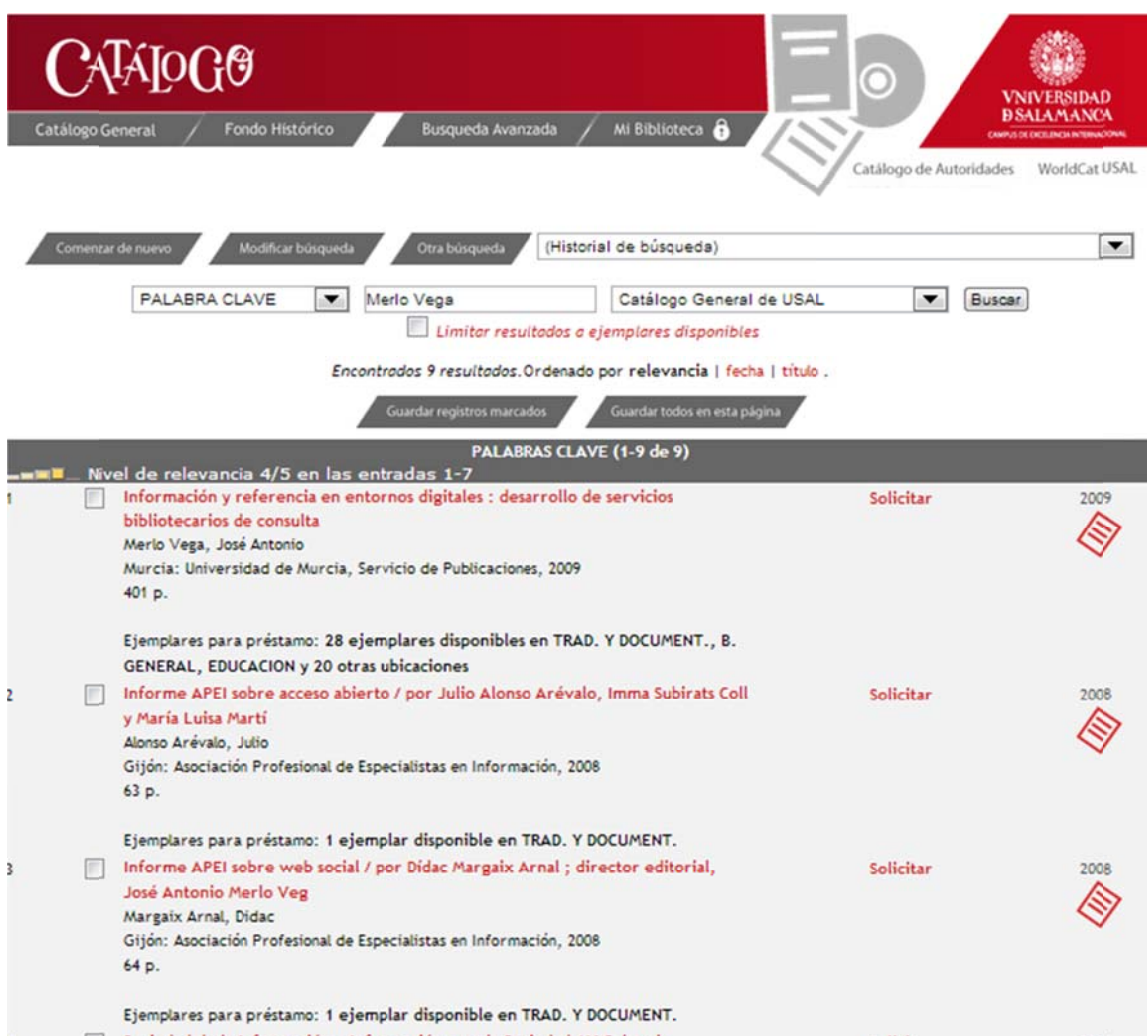 CATÁLOGO
VNIVERSIDAD
D SALAMANCA
CAMPUS DE EXCELENCIA INTERNACIONAL
Catálogo General / Fondo Histórico Busqueda Avanzada / Mi Biblioteca
Catálogo de Autoridades WorldCat USAL
Comenzar de nuevo Modificar búsqueda Otra búsqueda (Historial de búsqueda)
PALABRA CLAVE Merlo Vega Catálogo General de USAL Buscar
Limitar resultados a ejemplares disponibles
Encontrados 9 resultados.Ordenado por relevancia | fecha | título .
Guardar registros marcados Guardar todos en esta página
PALABRAS CLAVE (1-9 de 9)
Nivel de relevancia 4/5 en las entradas 1-7
1 Información y referencia en entornos digitales : desarrollo de servicios Solicitar 2009
bibliotecarios de consulta
Merlo Vega, José Antonio
Murcia: Universidad de Murcia, Servicio de Publicaciones, 2009
401 p.
Ejemplares para préstamo: 28 ejemplares disponibles en TRAD. Y DOCUMENT., B.
GENERAL, EDUCACION y 20 otras ubicaciones
2 Informe APEI sobre acceso abierto / por Julio Alonso Arévalo, Imma Subirats Coll Solicitar 2008
y María Luisa Martí
Alonso Arévalo, Julio
Gijón: Asociación Profesional de Especialistas en Información, 2008
63 p.
Ejemplares para préstamo: 1 ejemplar disponible en TRAD. Y DOCUMENT.
3 Informe APEI sobre web social / por Dídac Margaix Arnal ; director editorial, Solicitar 2008
José Antonio Merlo Veg
Margaix Arnal, Dídac
Gijón: Asociación Profesional de Especialistas en Información, 2008
64 p.
Ejemplares para préstamo: 1 ejemplar disponible en TRAD. Y DOCUMENT.